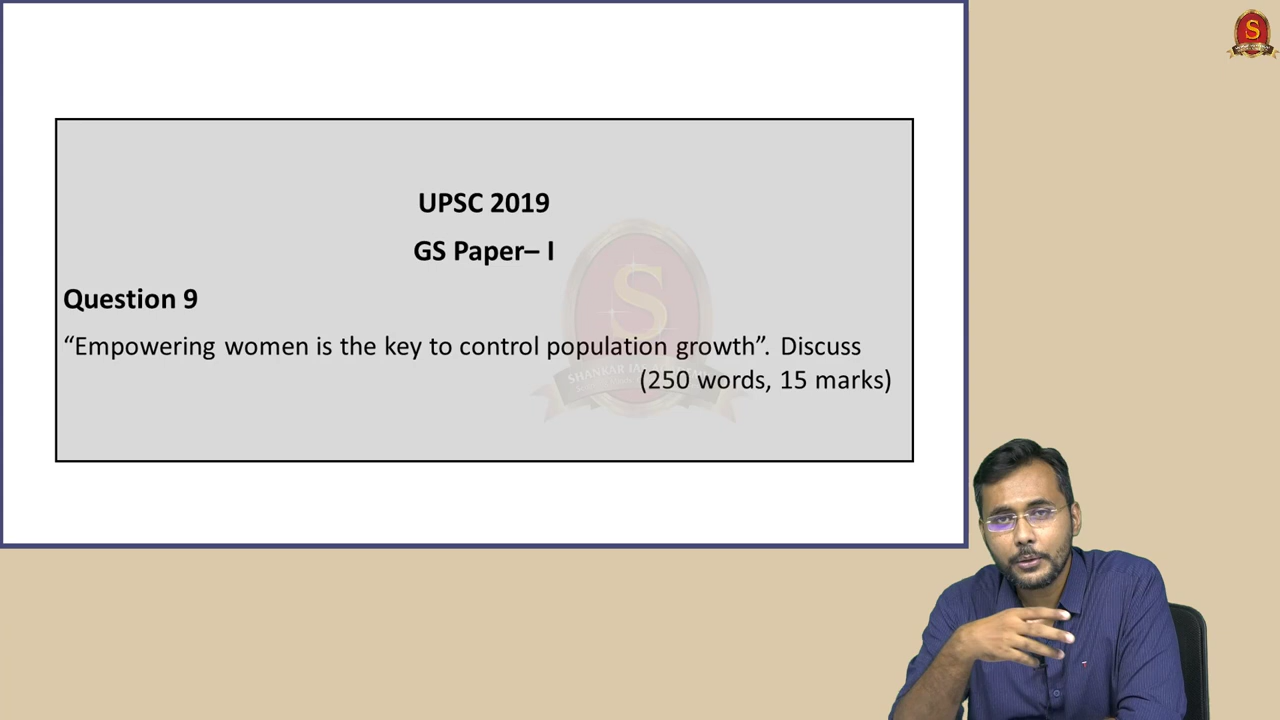 S
UPSC 2019
GS Paper– I
Question 9
“Empowering women is the key to control population growth”. Discuss
(250 words, 15 marks)
S